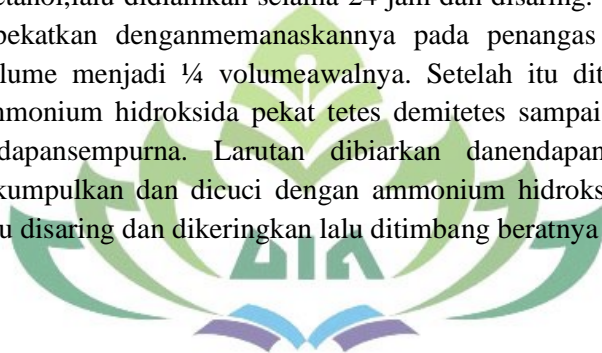 etanol,lalu didiamkan selama 24 jam dan disaring.
pekatkan denganmemanaskannya pada penangas
lume menjadi ¼ volumeawalnya. Setelah itu dit
mmonium hidroksida pekat tetes demitetes sampai
dapansempurna. Larutan dibiarkan danendapan
kumpulkan dan dicuci dengan ammonium hidroks
u disaring dan dikeringkan lalu ditimbang beratnya